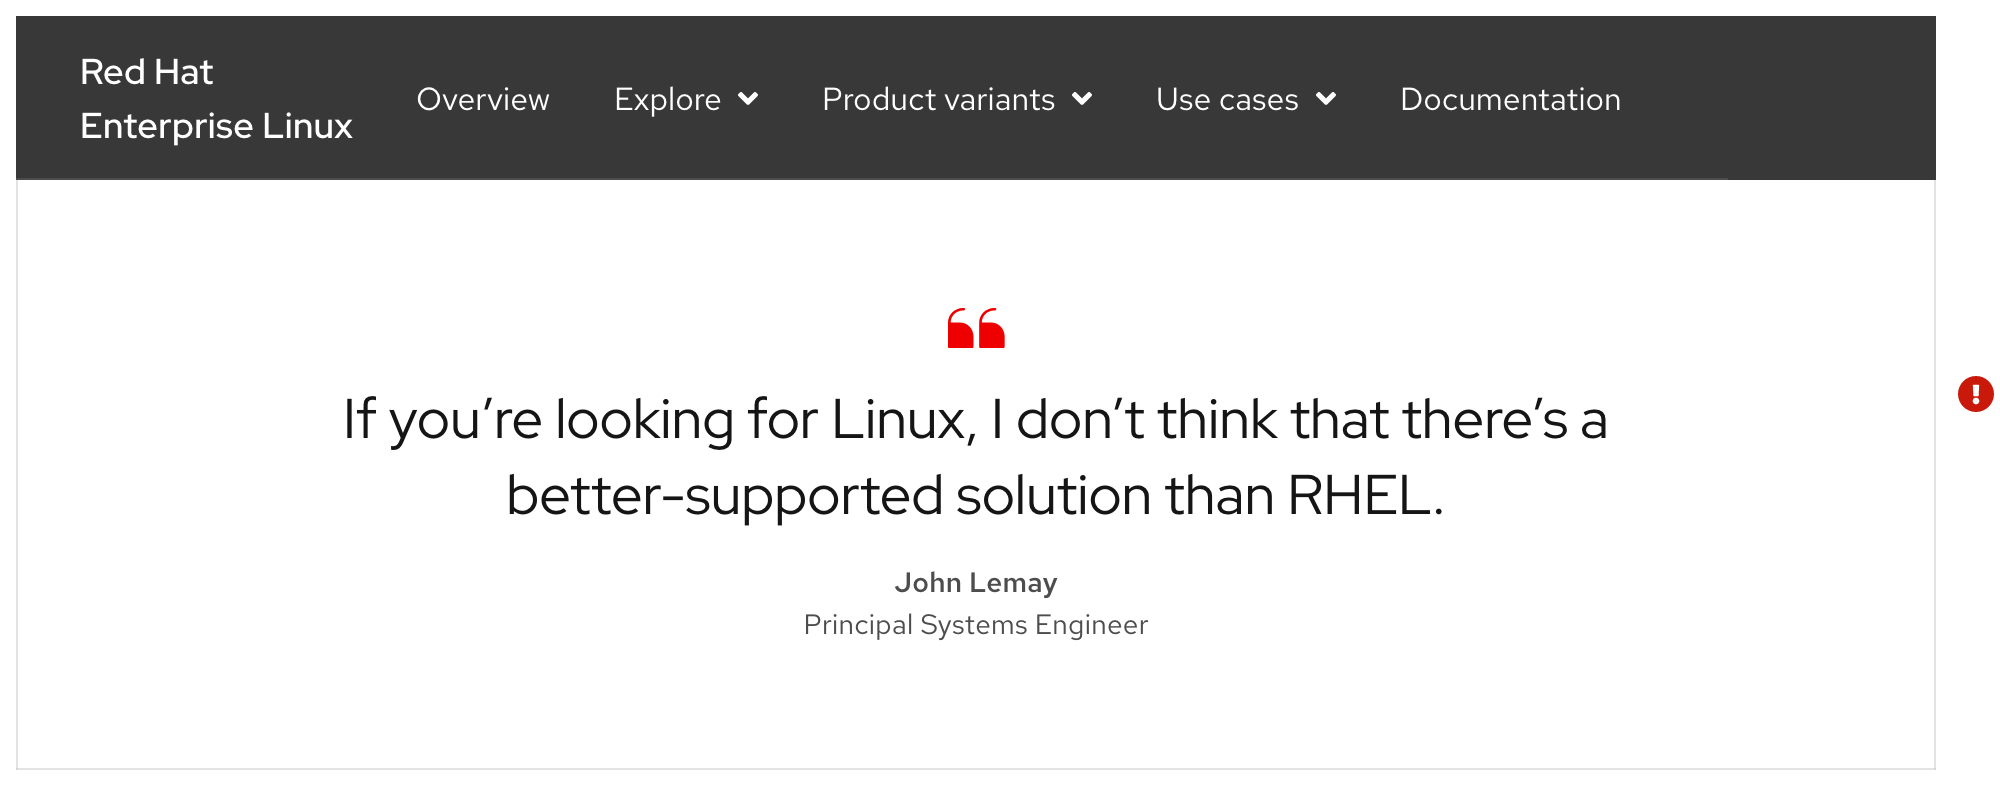 Red Hat
Enterprise Linux
Overview
Explore
Product variants
Use cases
Documentation
“
If you’re looking for Linux, I don’t think that there’s a
better-supported solution than RHEL.
John Lemay
Principal Systems Engineer
!